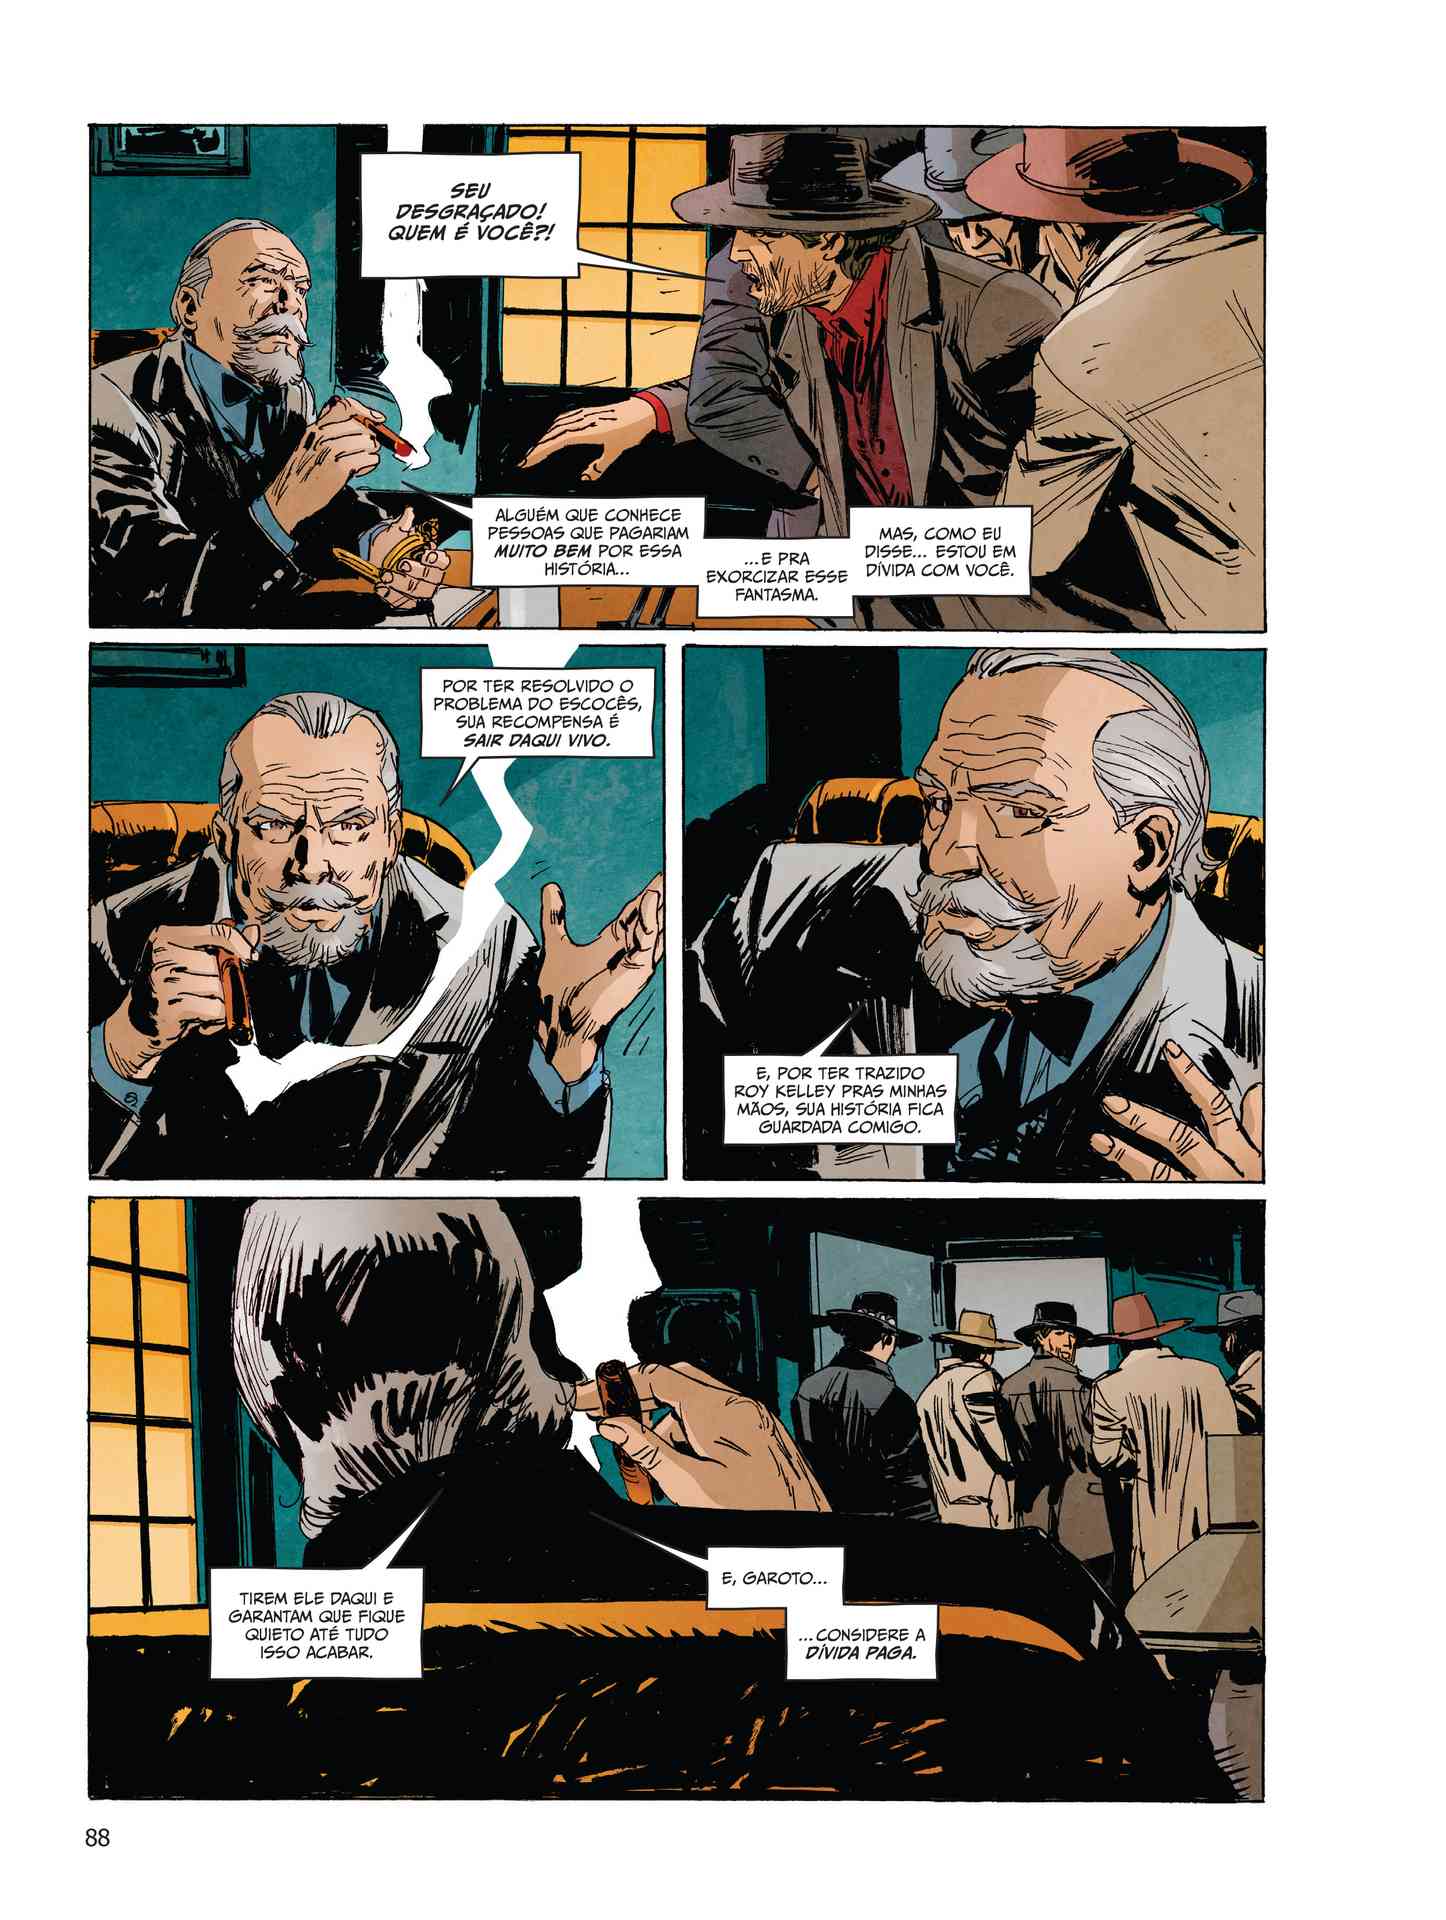 SEU
DESGRAÇADO!
QUEM É VOCÊ?!
ALGUÉM QUE CONHECE
PESSOAS QUE PAGARIAM
MUITO BEM POR ESSA
HISTÓRIA...
...E PRA
EXORCIZAR ESSE
FANTASMA.
MAS, COMO EU
DISSE... ESTOU EM
DÍVIDA COM VOCÊ.
POR TER RESOLVIDO O
PROBLEMA DO ESCOCÊS,
SUA RECOMPENSA É
SAIR DAQUI VIVO.
E, POR TER TRAZIDO
ROY KELLEY PRAS MINHAS
MÃOS, SUA HISTÓRIA FICA
GUARDADA COMIGO.
TIREM ELE DAQUI E
GARANTAM QUE FIQUE
QUIETO ATÉ TUDO
ISSO ACABAR.
E, GAROTO...
...CONSIDERE A
DÍVIDA PAGA.
88